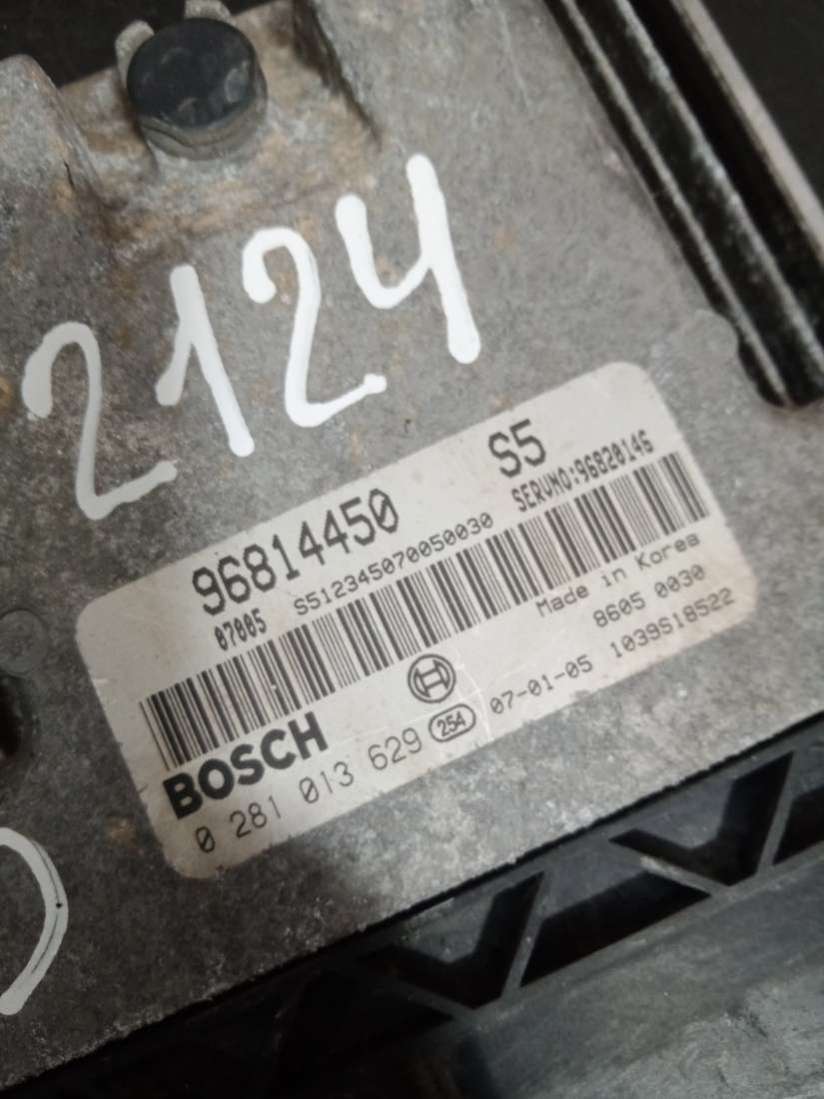 2124
96814450 S5
07005 S512345070050030 SERVNO:96820146
Made in Korea
8605 0030
BOSCH
0 281 013 629 254 07-01-05 1039S18522